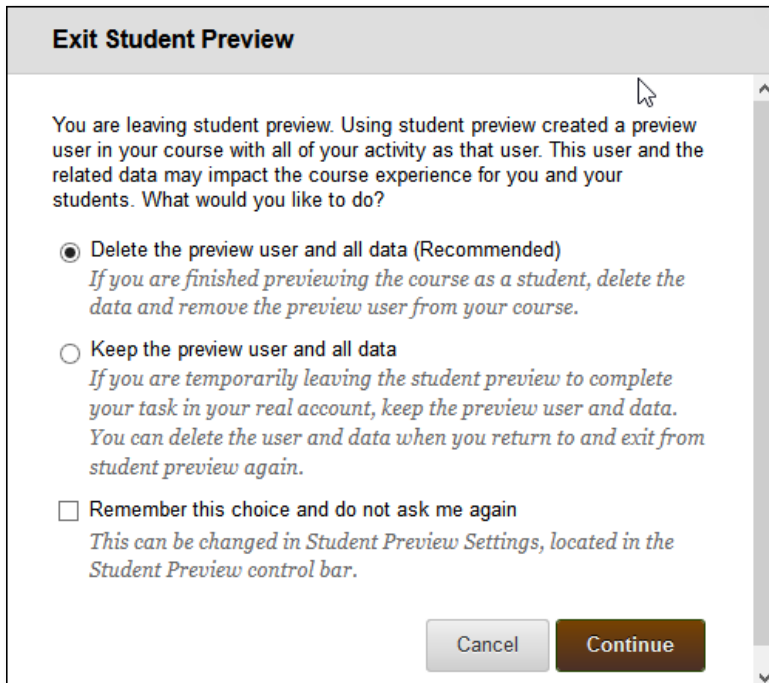 Exit Student Preview
You are leaving student preview. Using student preview created a preview
user in your course with all of your activity as that user. This user and the
related data may impact the course experience for you and your
students. What would you like to do?
Delete the preview user and all data (Recommended)
If you are finished previewing the course as a student, delete the
data and remove the preview user from your course.
Keep the preview user and all data
If you are temporarily leaving the student preview to complete
your task in your real account, keep the preview user and data.
You can delete the user and data when you return to and exit from
student preview again.
Remember this choice and do not ask me again
This can be changed in Student Preview Settings, located in the
Student Preview control bar.
Cancel Continue